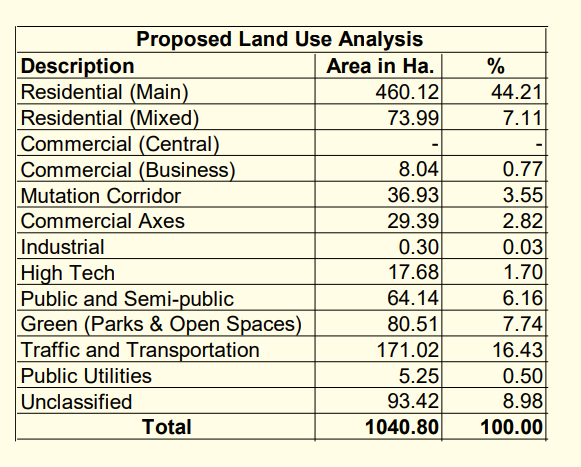 Proposed Land Use Analysis
Description Area in Ha. %
Residential (Main) 460.12 44.21
Residential (Mixed) 73.99 7.11
Commercial (Central) - -
Commercial (Business) 8.04 0.77
Mutation Corridor 36.93 3.55
Commercial Axes 29.39 2.82
Industrial 0.30 0.03
High Tech 17.68 1.70
Public and Semi-public 64.14 6.16
Green (Parks & Open Spaces) 80.51 7.74
Traffic and Transportation 171.02 16.43
Public Utilities 5.25 0.50
Unclassified 93.42 8.98
Total 1040.80 100.00